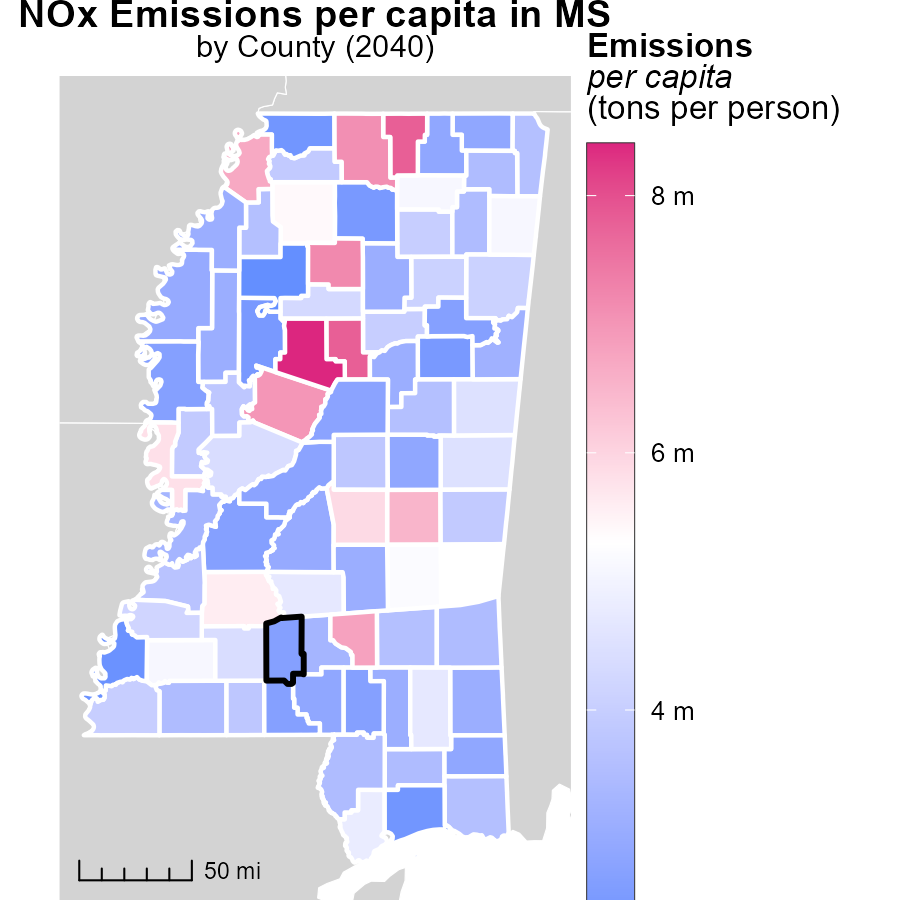 NOx Emissions per capita in MS
by County (2040)
Emissions
per capita
(tons per person)
8 m
6 m
4 m
50 mi